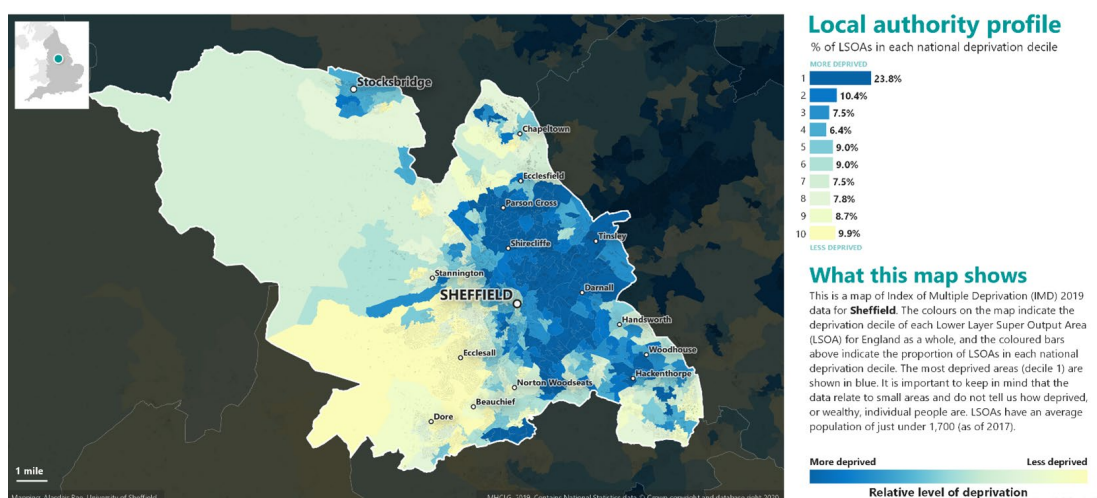 Local authority profile
% of LSOAs in each national deprivation decile
MORE DEPRIVED
1 23.8%
2 10.4%
3 7.5%
4 6.4%
5 9.0%
6 9.0%
7 7.5%
8 7.8%
9 8.7%
10 9.9%
LESS DEPRIVED
What this map shows
This is a map of Index of Multiple Deprivation (IMD) 2019
data for Sheffield. The colours on the map indicate the
deprivation decile of each Lower Layer Super Output Area
(LSOA) for England as a whole, and the coloured bars
above indicate the proportion of LSOAs in each national
deprivation decile. The most deprived areas (decile 1) are
shown in blue. It is important to keep in mind that the
data relate to small areas and do not tell us how deprived,
or wealthy, individual people are. LSOAs have an average
population of just under 1,700 (as of 2017).
More deprived Less deprived
Relative level of deprivation
Stocksbridge
Chapeltown
Ecclesfield
Parson Cross
Shirecliffe
Tinsley
Stannington
Darnall
SHEFFIELD
Handsworth
Woodhouse
Ecclesall
Hackenthorpe
Norton Woodseats
Beauchief
Dore
1 mile